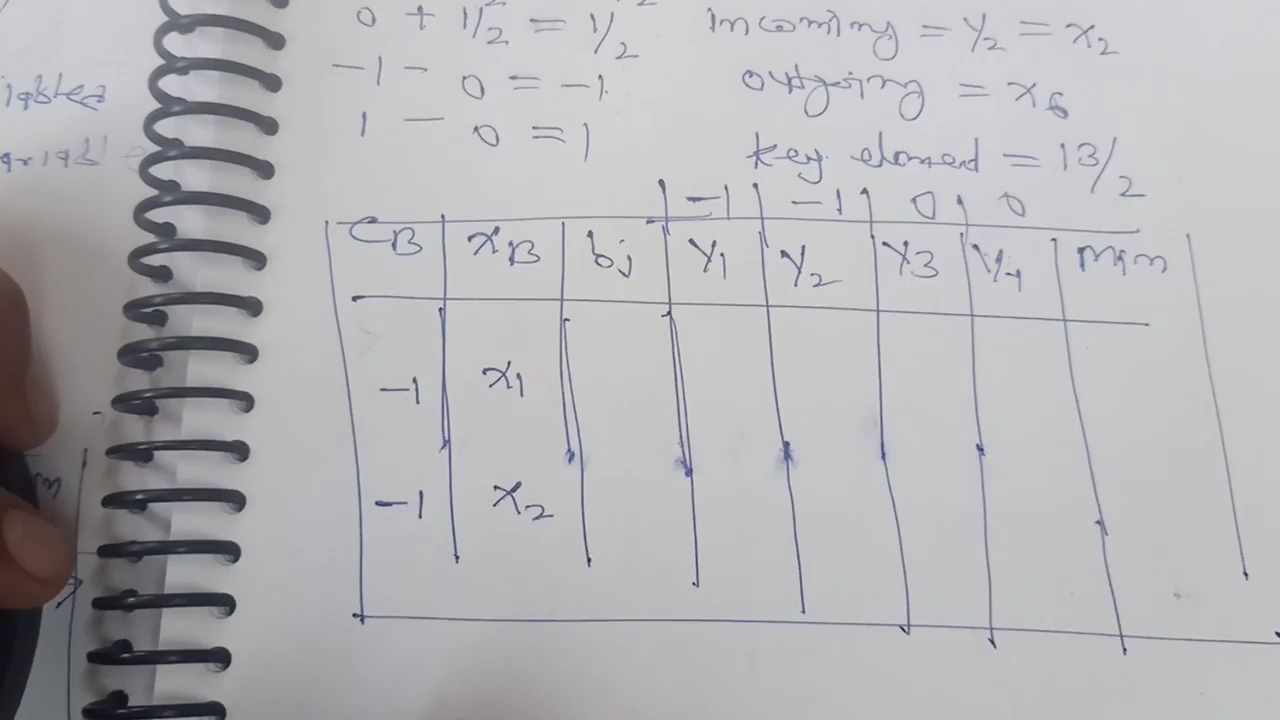 0 + 1/2 = 1/2
Incoming = y2 = x2
-1 - 0 = -1
outgoing = x6
1 - 0 = 1
key elemed = 13/2
-1 -1 0 0
CB xB bj y1 y2 y3 y4 min
-1 x1
-1 x2